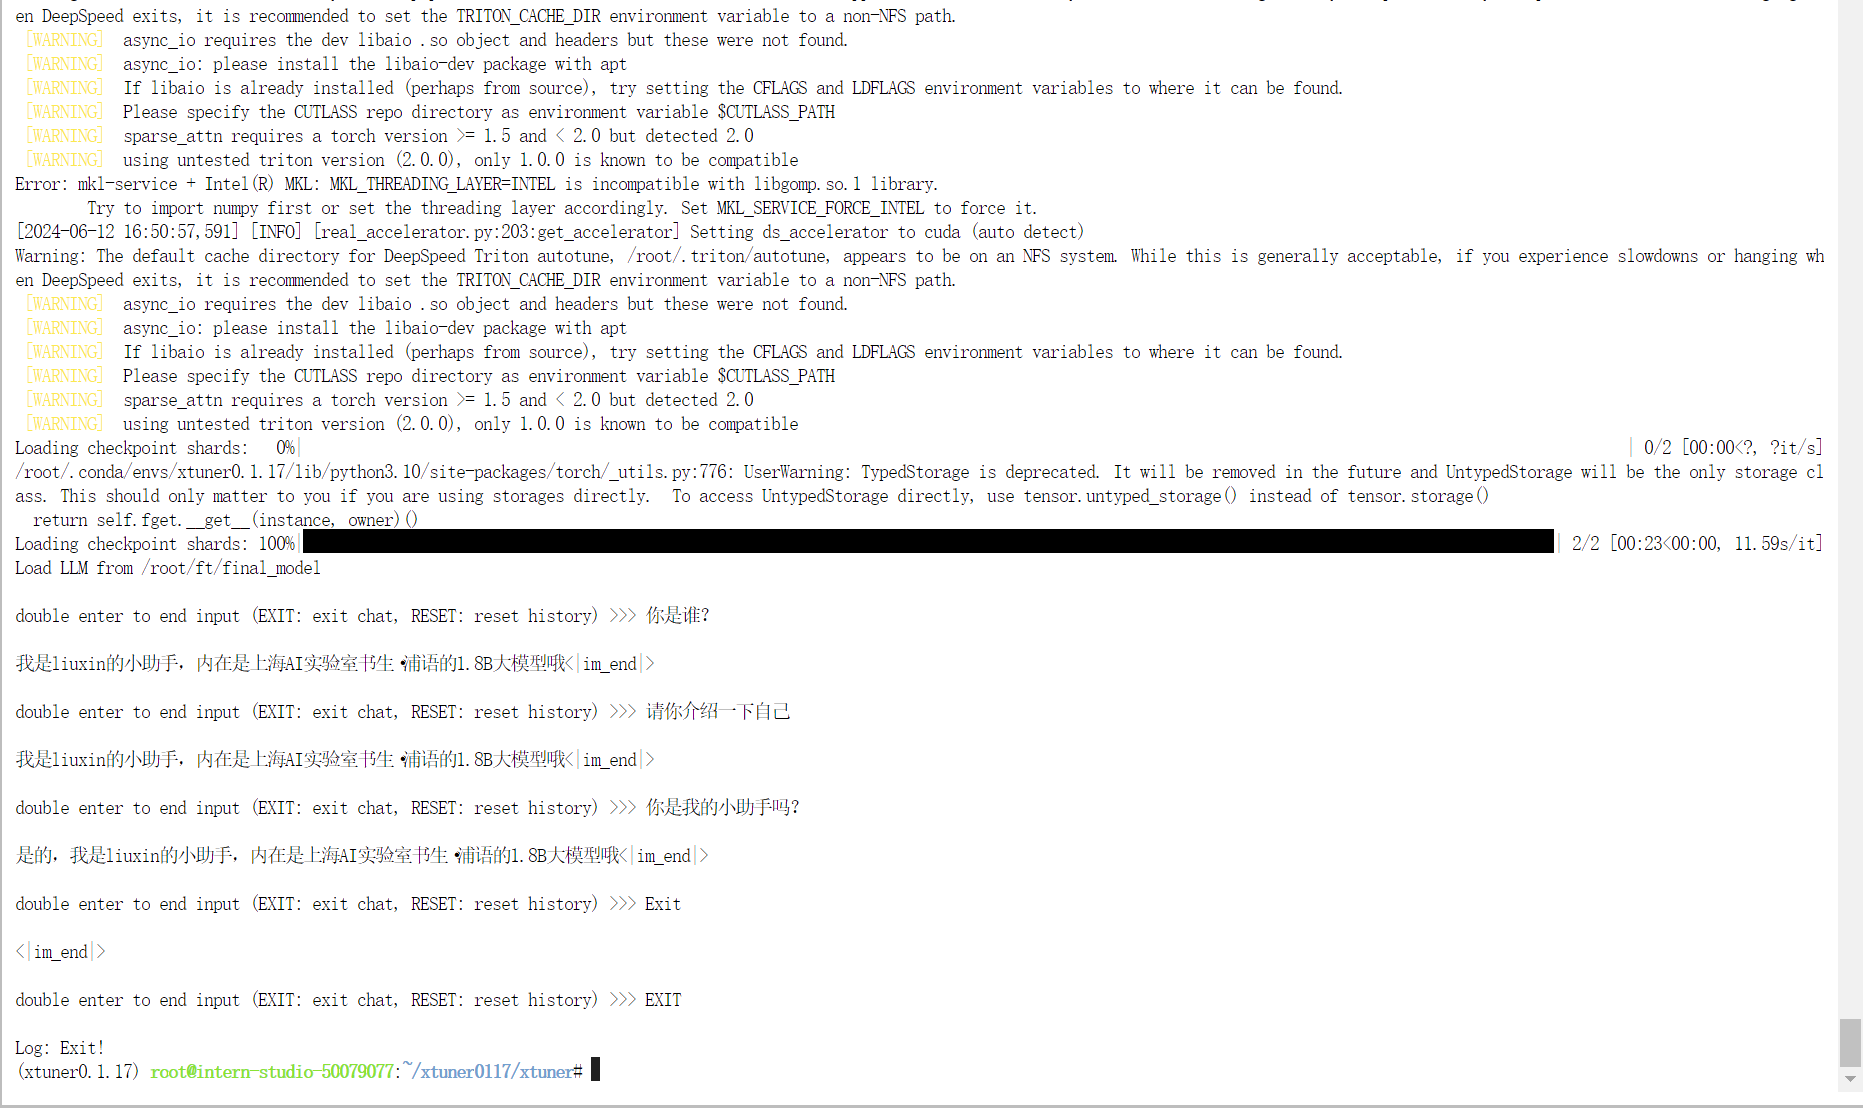 en DeepSpeed exits, it is recommended to set the TRITON_CACHE_DIR environment variable to a non-NFS path.
[WARNING]  async_io requires the dev libaio .so object and headers but these were not found.
[WARNING]  async_io: please install the libaio-dev package with apt
[WARNING]  If libaio is already installed (perhaps from source), try setting the CFLAGS and LDFLAGS environment variables to where it can be found.
[WARNING]  Please specify the CUTLASS repo directory as environment variable $CUTLASS_PATH
[WARNING]  sparse_attn requires a torch version >= 1.5 and < 2.0 but detected 2.0
[WARNING]  using untested triton version (2.0.0), only 1.0.0 is known to be compatible
Error: mkl-service + Intel(R) MKL: MKL_THREADING_LAYER=INTEL is incompatible with libgomp.so.1 library.
        Try to import numpy first or set the threading layer accordingly. Set MKL_SERVICE_FORCE_INTEL to force it.
[2024-06-12 16:50:57,591] [INFO] [real_accelerator.py:203:get_accelerator] Setting ds_accelerator to cuda (auto detect)
Warning: The default cache directory for DeepSpeed Triton autotune, /root/.triton/autotune, appears to be on an NFS system. While this is generally acceptable, if you experience slowdowns or hanging wh
en DeepSpeed exits, it is recommended to set the TRITON_CACHE_DIR environment variable to a non-NFS path.
[WARNING]  async_io requires the dev libaio .so object and headers but these were not found.
[WARNING]  async_io: please install the libaio-dev package with apt
[WARNING]  If libaio is already installed (perhaps from source), try setting the CFLAGS and LDFLAGS environment variables to where it can be found.
[WARNING]  Please specify the CUTLASS repo directory as environment variable $CUTLASS_PATH
[WARNING]  sparse_attn requires a torch version >= 1.5 and < 2.0 but detected 2.0
[WARNING]  using untested triton version (2.0.0), only 1.0.0 is known to be compatible
Loading checkpoint shards:   0%| | 0/2 [00:00<?, ?it/s]
/root/.conda/envs/xtuner0.1.17/lib/python3.10/site-packages/torch/_utils.py:776: UserWarning: TypedStorage is deprecated. It will be removed in the future and UntypedStorage will be the only storage cl
ass. This should only matter to you if you are using storages directly.  To access UntypedStorage directly, use tensor.untyped_storage() instead of tensor.storage()
  return self.fget.__get__(instance, owner)()
Loading checkpoint shards: 100%| | 2/2 [00:23<00:00, 11.59s/it]
Load LLM from /root/ft/final_model
double enter to end input (EXIT: exit chat, RESET: reset history) >>> 你是谁?
我是liuxin的小助手，内在是上海AI实验室书生·浦语的1.8B大模型哦<|im_end|>
double enter to end input (EXIT: exit chat, RESET: reset history) >>> 请你介绍一下自己
我是liuxin的小助手，内在是上海AI实验室书生·浦语的1.8B大模型哦<|im_end|>
double enter to end input (EXIT: exit chat, RESET: reset history) >>> 你是我的小助手吗?
是的，我是liuxin的小助手，内在是上海AI实验室书生·浦语的1.8B大模型哦<|im_end|>
double enter to end input (EXIT: exit chat, RESET: reset history) >>> Exit
<|im_end|>
double enter to end input (EXIT: exit chat, RESET: reset history) >>> EXIT
Log: Exit!
(xtuner0.1.17) root@intern-studio-50079077:~/xtuner0117/xtuner#